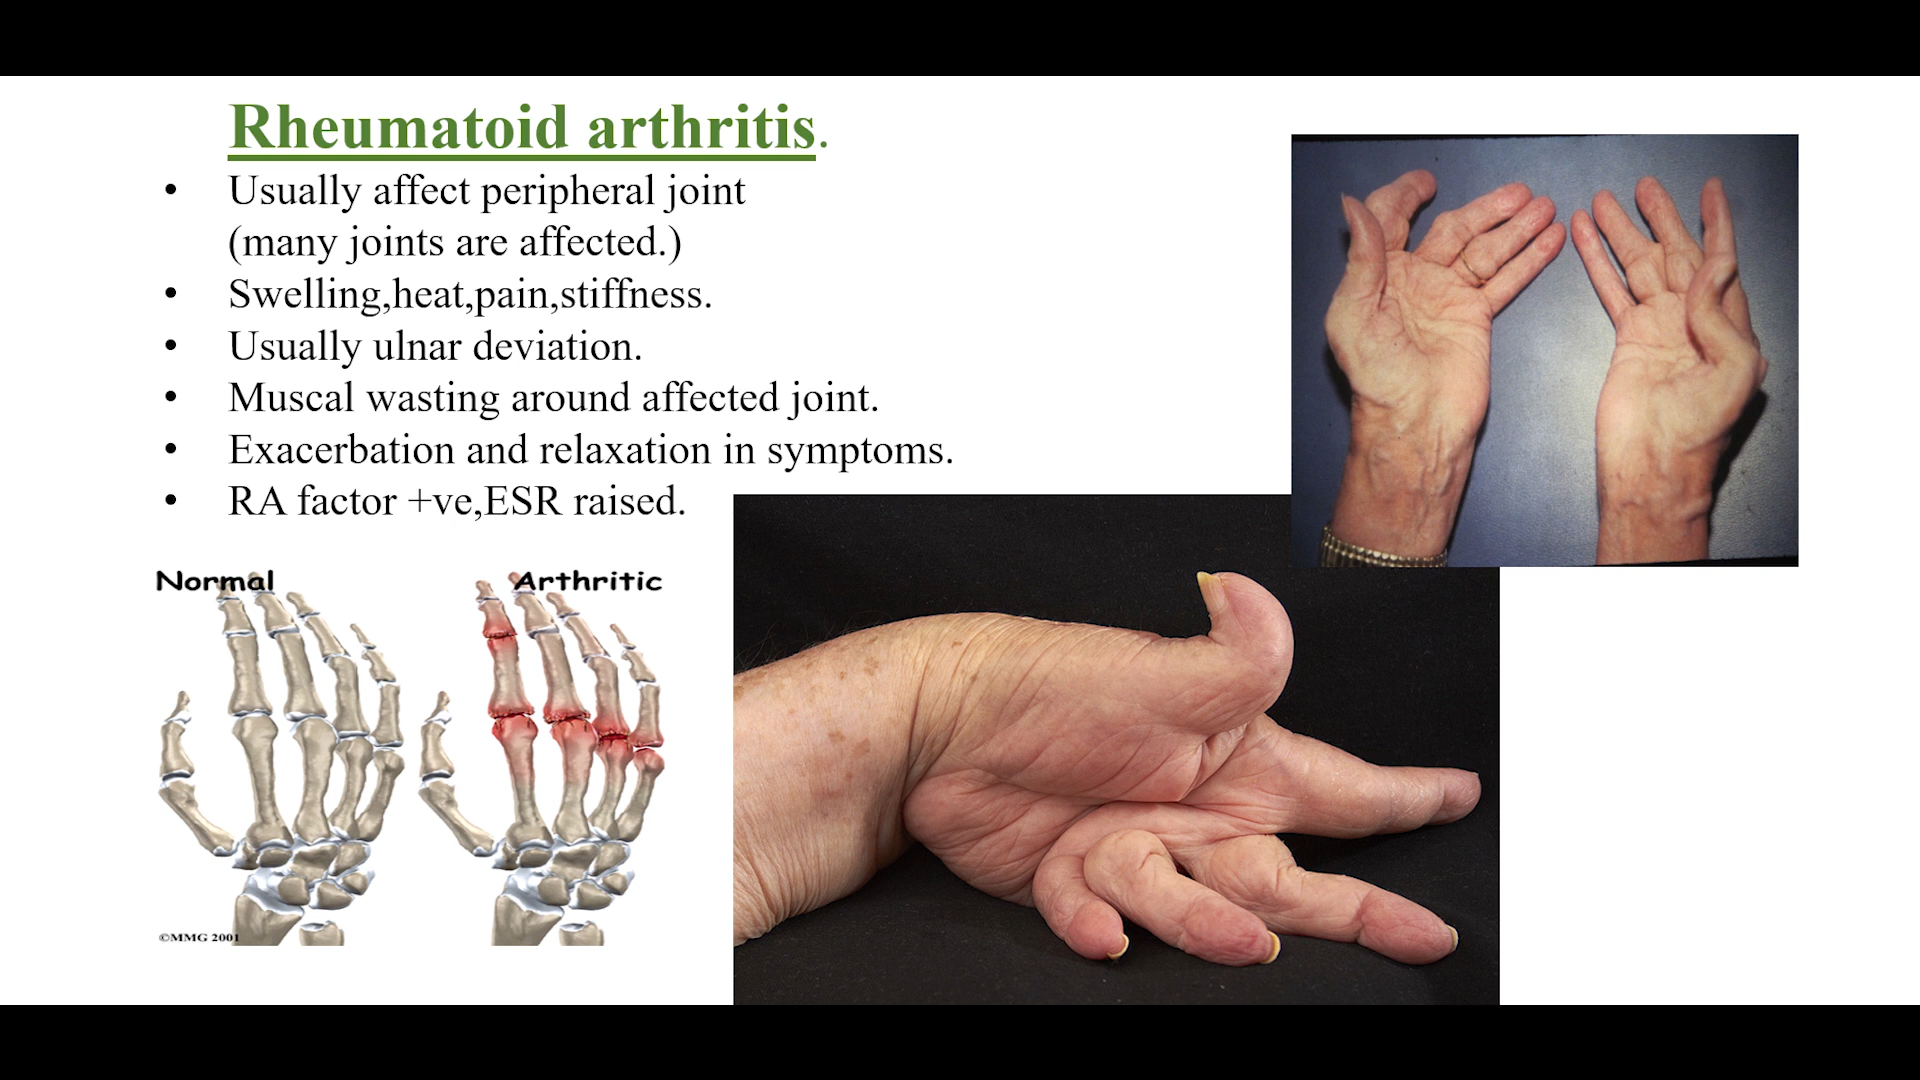 Rheumatoid arthritis.
• Usually affect peripheral joint
(many joints are affected.)
• Swelling,heat,pain,stiffness.
• Usually ulnar deviation.
• Muscal wasting around affected joint.
• Exacerbation and relaxation in symptoms.
• RA factor +ve,ESR raised.
Normal
Arthritic
©MMG 2001